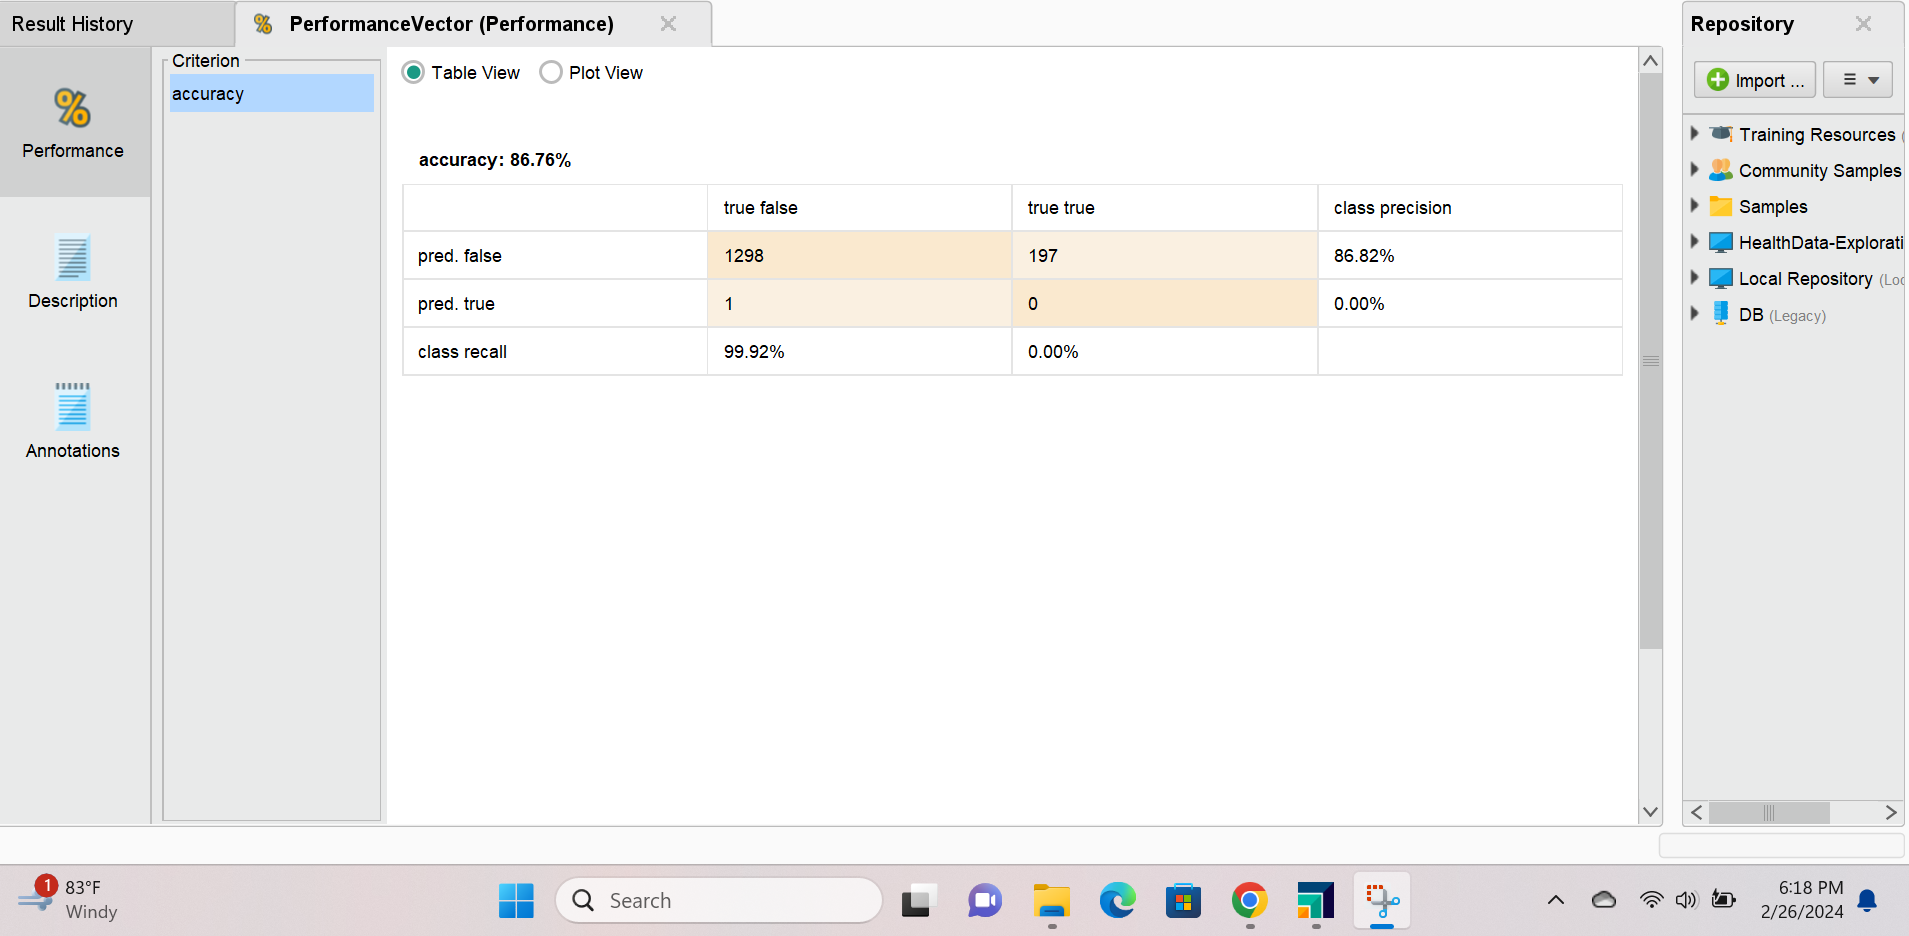 Result History
PerformanceVector (Performance)
Repository
Criterion
accuracy
Table View
Plot View
Import ...
Performance
Description
Annotations
accuracy: 86.76%
true false true true class precision
pred. false 1298 197 86.82%
pred. true 1 0 0.00%
class recall 99.92% 0.00%
Training Resources (
Community Samples
Samples
HealthData-Explorati
Local Repository (Loc
DB (Legacy)
1
83°F
Windy
Search
6:18 PM
2/26/2024